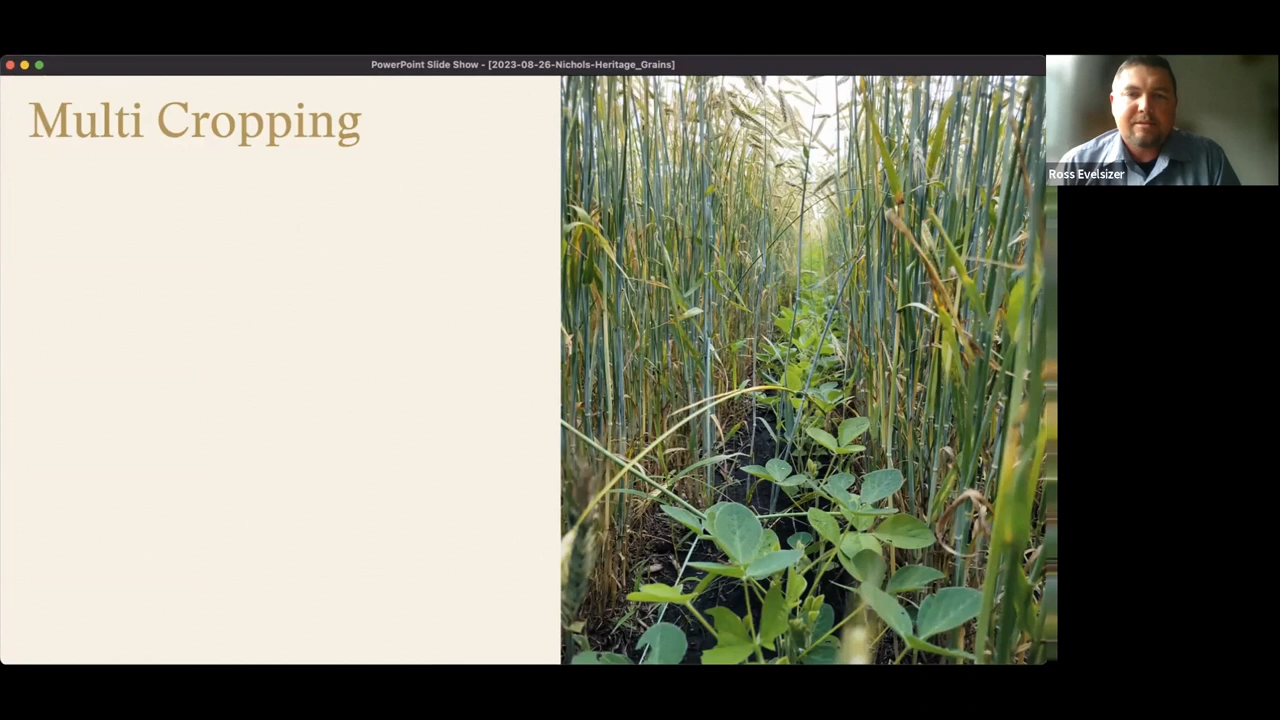 PowerPoint Slide Show - [2023-08-26-Nichols-Heritage_Grains]
Multi Cropping
Ross Evelsizer